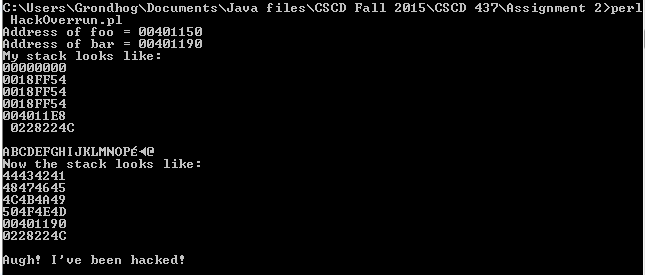 C:\Users\Grondhog\Documents\Java files\CSCD Fall 2015\CSCD 437\Assignment 2>perl
 HackOverrun.pl
Address of foo = 00401150
Address of bar = 00401190
My stack looks like:
00000000
0018FF54
0018FF54
0018FF54
004011E8
 0228224C
ABCDEFGHIJKLMNOPÉ◄@
Now the stack looks like:
44434241
48474645
4C4B4A49
504F4E4D
00401190
0228224C
Augh! I've been hacked!